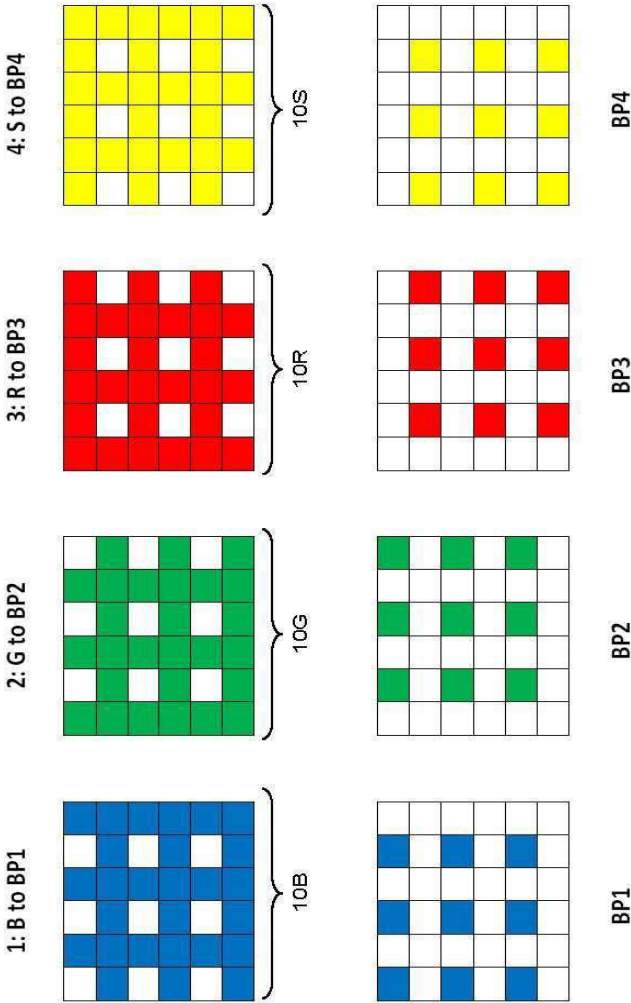 1: B to BP1
2: G to BP2
3: R to BP3
4: S to BP4
10B
10G
10R
10S
BP1
BP2
BP3
BP4